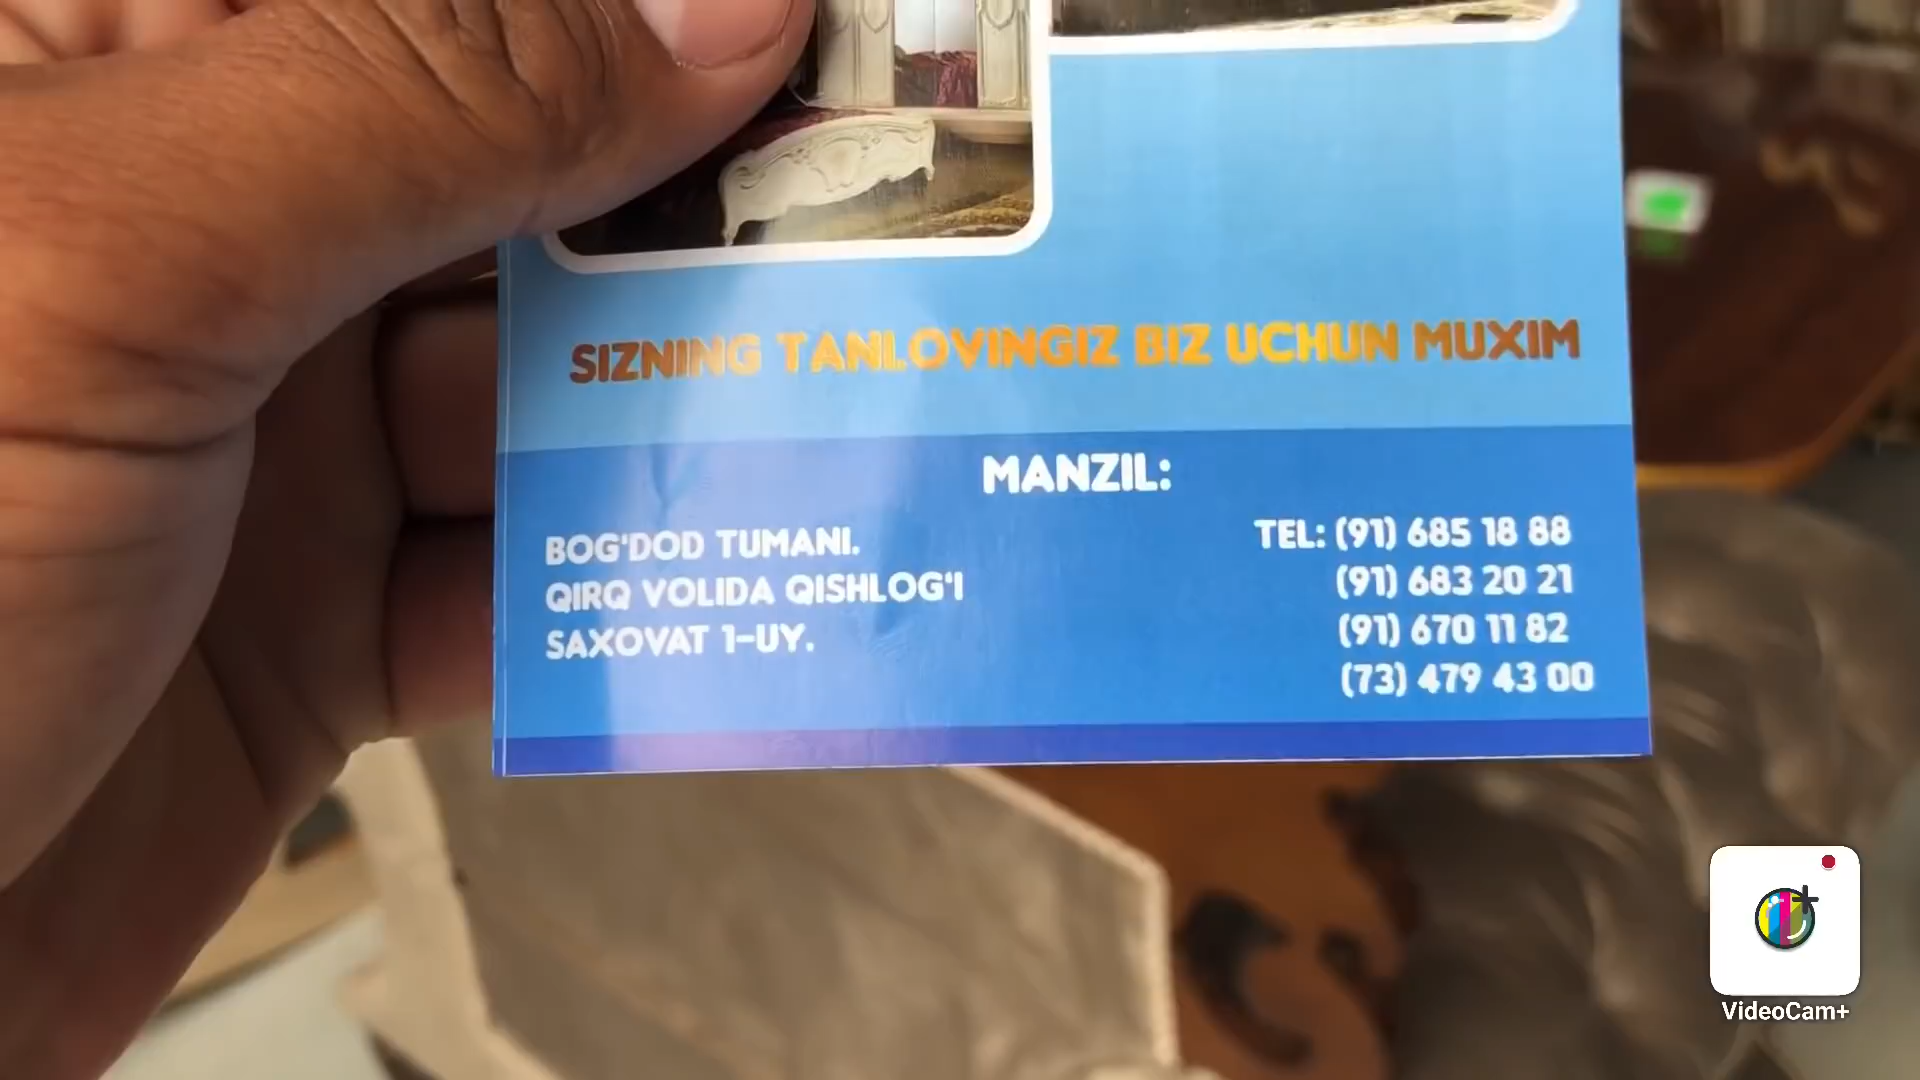 SIZNING TANLOVINGIZ BIZ UCHUN MUXIM
MANZIL:
BOG'DOD TUMANI.
QIRQ VOLIDA QISHLOG'I
SAXOVAT 1-UY.
TEL: (91) 685 18 88
(91) 683 20 21
(91) 670 11 82
(73) 479 43 00
VideoCam+